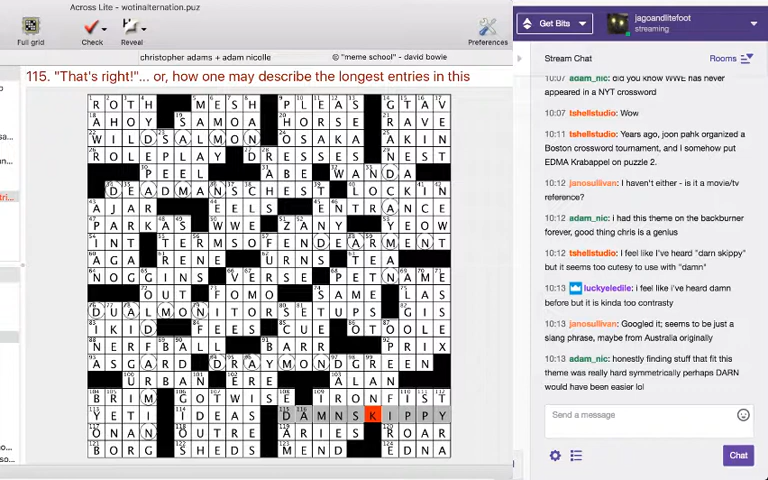 Across Lite - wotinalternation.puz
Full grid
Check
Reveal
Preferences
christopher adams + adam nicolle
© "meme school" - david bowie
115. "That's right!"... or, how one may describe the longest entries in this
ROTH MESH PLEAS GTAV
AHOY SAMOA HORSE RAVE
WILDSALMON OSAKA AKIN
ROLEPLAY DRESSES NEST
PEEL ABE WANDA
DEADMANSCHEST LOCKIN
AJAR EELS ENTRANCE
PARKAS WWE ZANY YEOW
INT TERMSOFENDEARMENT
AGA RENE URNS TEA
NOGGINS VERSE PETNAME
OUT FOMO SAME LAS
DUALMONITORSETUPS GIS
IKID FEES CUE OTOOLE
NERFBALL BARR PRIX
ASGARD DRAYMONDGREEN
URBAN ERE ALAN
BRIM GOTWISE IRONFIST
YETI IDEAS DAMNSKIPPY
ONAN OUTRE ARIES ROAR
BORG SHEDS MEND EDNA
Get Bits
jagoandlitefoot
streaming
Stream Chat
Rooms
10:07 adam_nic: did you know WWE has never
appeared in a NYT crossword
10:07 tshellstudio: Wow
10:11 tshellstudio: Years ago, joon pahk organized a
Boston crossword tournament, and I somehow put
EDMA Krabappel on puzzle 2.
10:12 janosullivan: I haven't either - is it a movie/tv
reference?
10:12 adam_nic: i had this theme on the backburner
forever, good thing chris is a genius
10:12 tshellstudio: I feel like I've heard "darn skippy"
but it seems too cutesy to use with "damn"
10:13 luckyeledile: i feel like i've heard damn
before but it is kinda too contrasty
10:13 janosullivan: Googled it; seems to be just a
slang phrase, maybe from Australia originally
10:13 adam_nic: honestly finding stuff that fit this
theme was really hard symmetrically perhaps DARN
would have been easier lol
Send a message
Chat